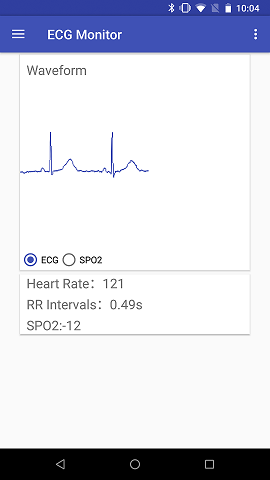 10:04
ECG Monitor
Waveform
ECG SPO2
Heart Rate： 121
RR Intervals：0.49s
SPO2:-12